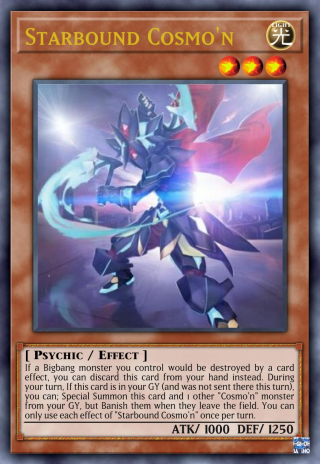 Starbound Cosmo'n
LIGHT
光
[ Psychic / Effect ]
If a Bigbang monster you control would be destroyed by a card
effect, you can discard this card from your hand instead. During
your turn, If this card is in your GY (and was not sent there this turn),
you can; Special Summon this card and 1 other "Cosmo'n" monster
from your GY, but Banish them when they leave the field. You can
only use each effect of "Starbound Cosmo'n" once per turn.
ATK/ 1000 DEF/ 1250